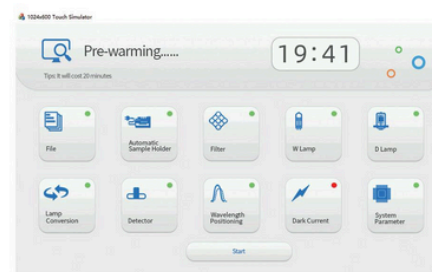 1024x600 Touch Simulator
Pre-warming......
19:41
Tips: It will cost 20 minutes
File
Automatic
Sample Holder
Filter
W Lamp
D Lamp
Lamp
Conversion
Detector
Wavelength
Positioning
Dark Current
System
Parameter
Start